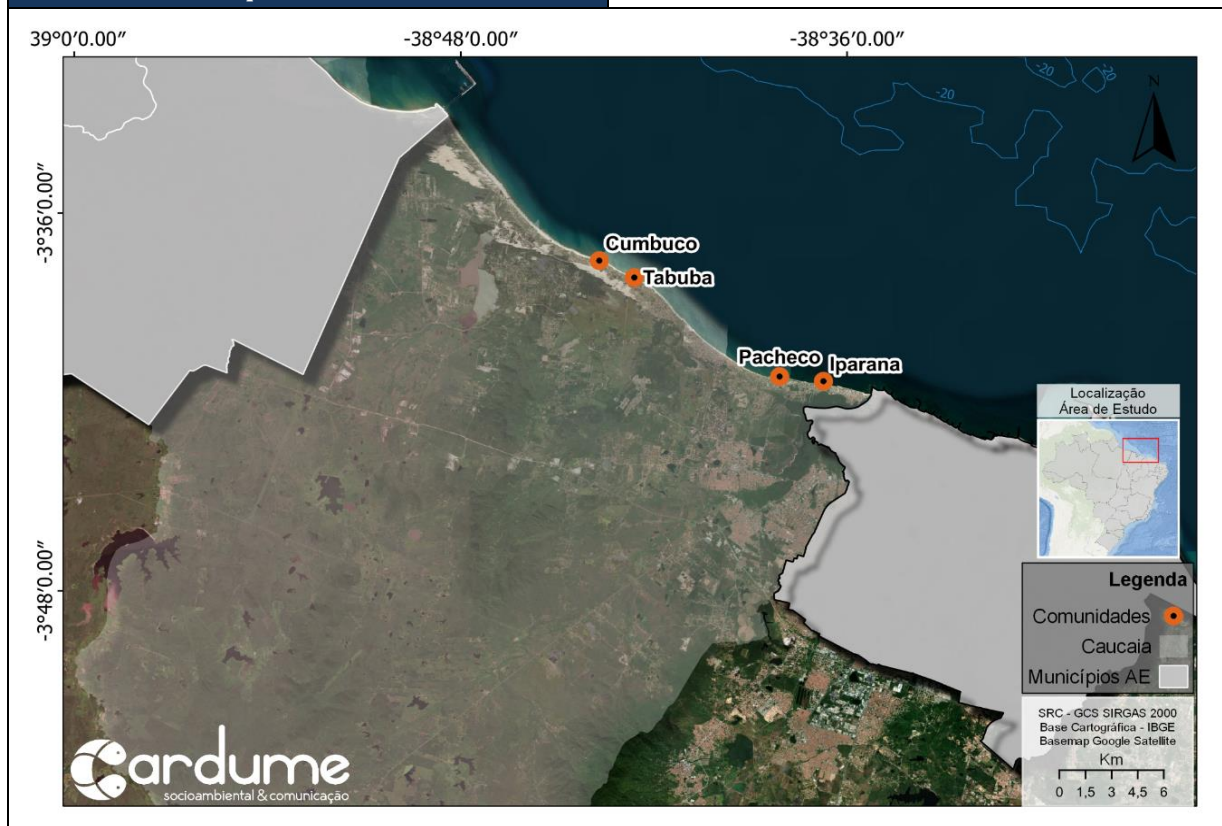 39°0'0.00″
-38°48'0.00″
-38°36'0.00″
-3°36'0.00″
-3°48'0.00″
-20
-20
-20
N
Cumbuco
Tabuba
Pacheco
Iparana
Localização
Área de Estudo
Legenda
Comunidades
Caucaia
Municípios AE
SRC - GCS SIRGAS 2000
Base Cartográfica - IBGE
Basemap Google Satellite
Km
0 1,5 3 4,5 6
Cardume
socioambiental & comunicação